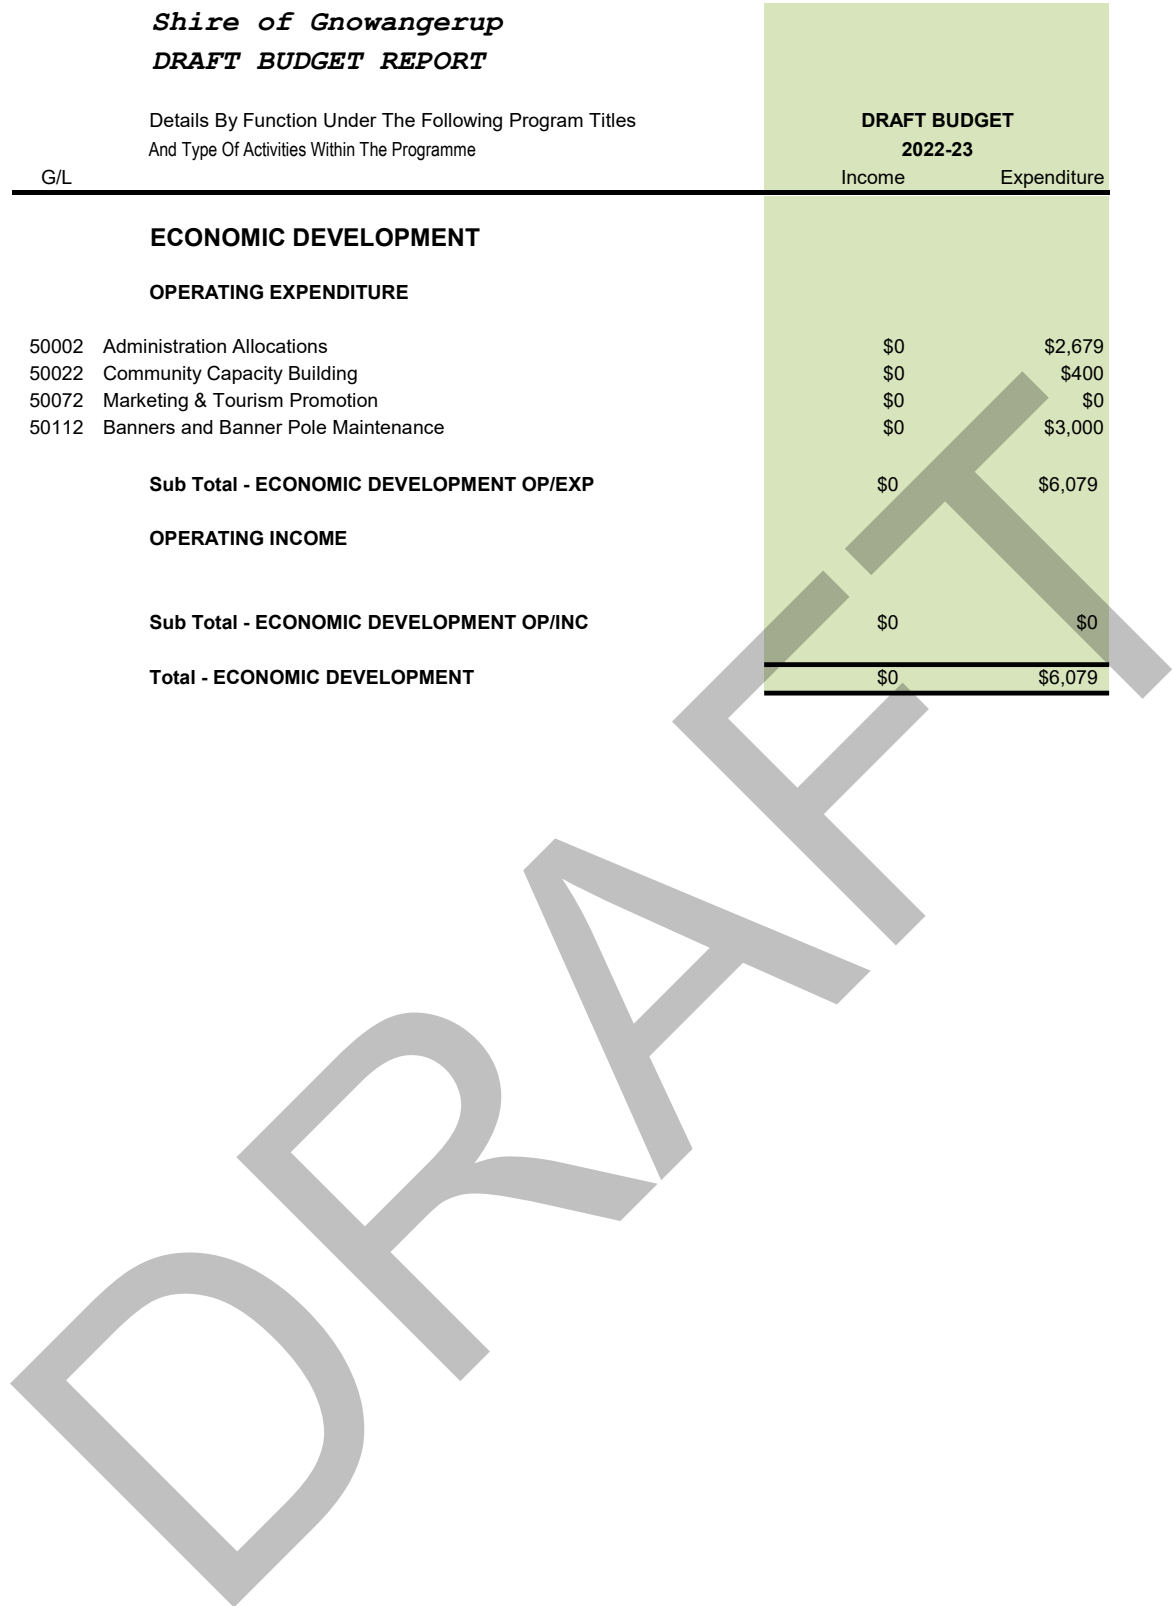 Shire of Gnowangerup
DRAFT BUDGET REPORT
Details By Function Under The Following Program Titles DRAFT BUDGET
And Type Of Activities Within The Programme 2022-23
G/L Income Expenditure
ECONOMIC DEVELOPMENT
OPERATING EXPENDITURE
50002 Administration Allocations $0 $2,679
50022 Community Capacity Building $0 $400
50072 Marketing & Tourism Promotion $0 $0
50112 Banners and Banner Pole Maintenance $0 $3,000
Sub Total - ECONOMIC DEVELOPMENT OP/EXP $0 $6,079
OPERATING INCOME
Sub Total - ECONOMIC DEVELOPMENT OP/INC $0 $0
Total - ECONOMIC DEVELOPMENT $0 $6,079
DRAFT